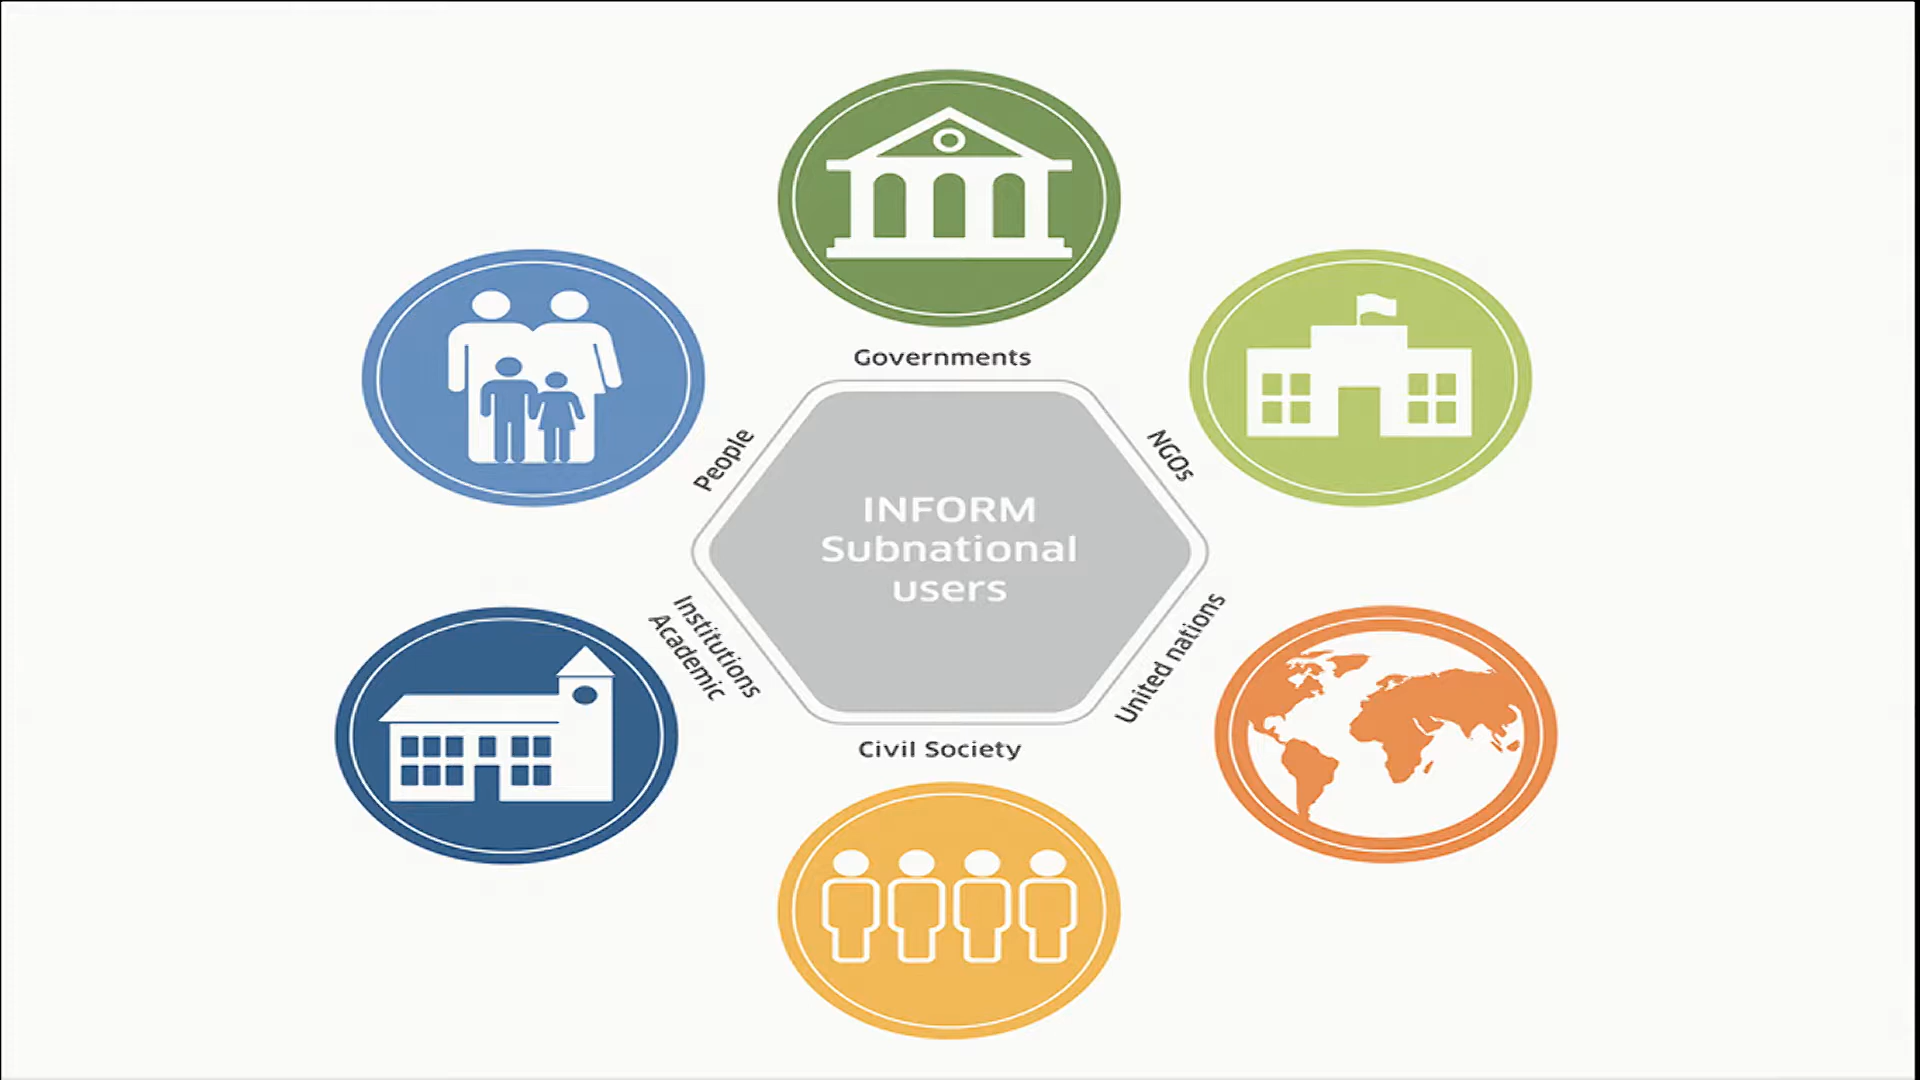 Governments
People
NGOs
INFORM
Subnational
users
Institutions
Academic
United nations
Civil Society